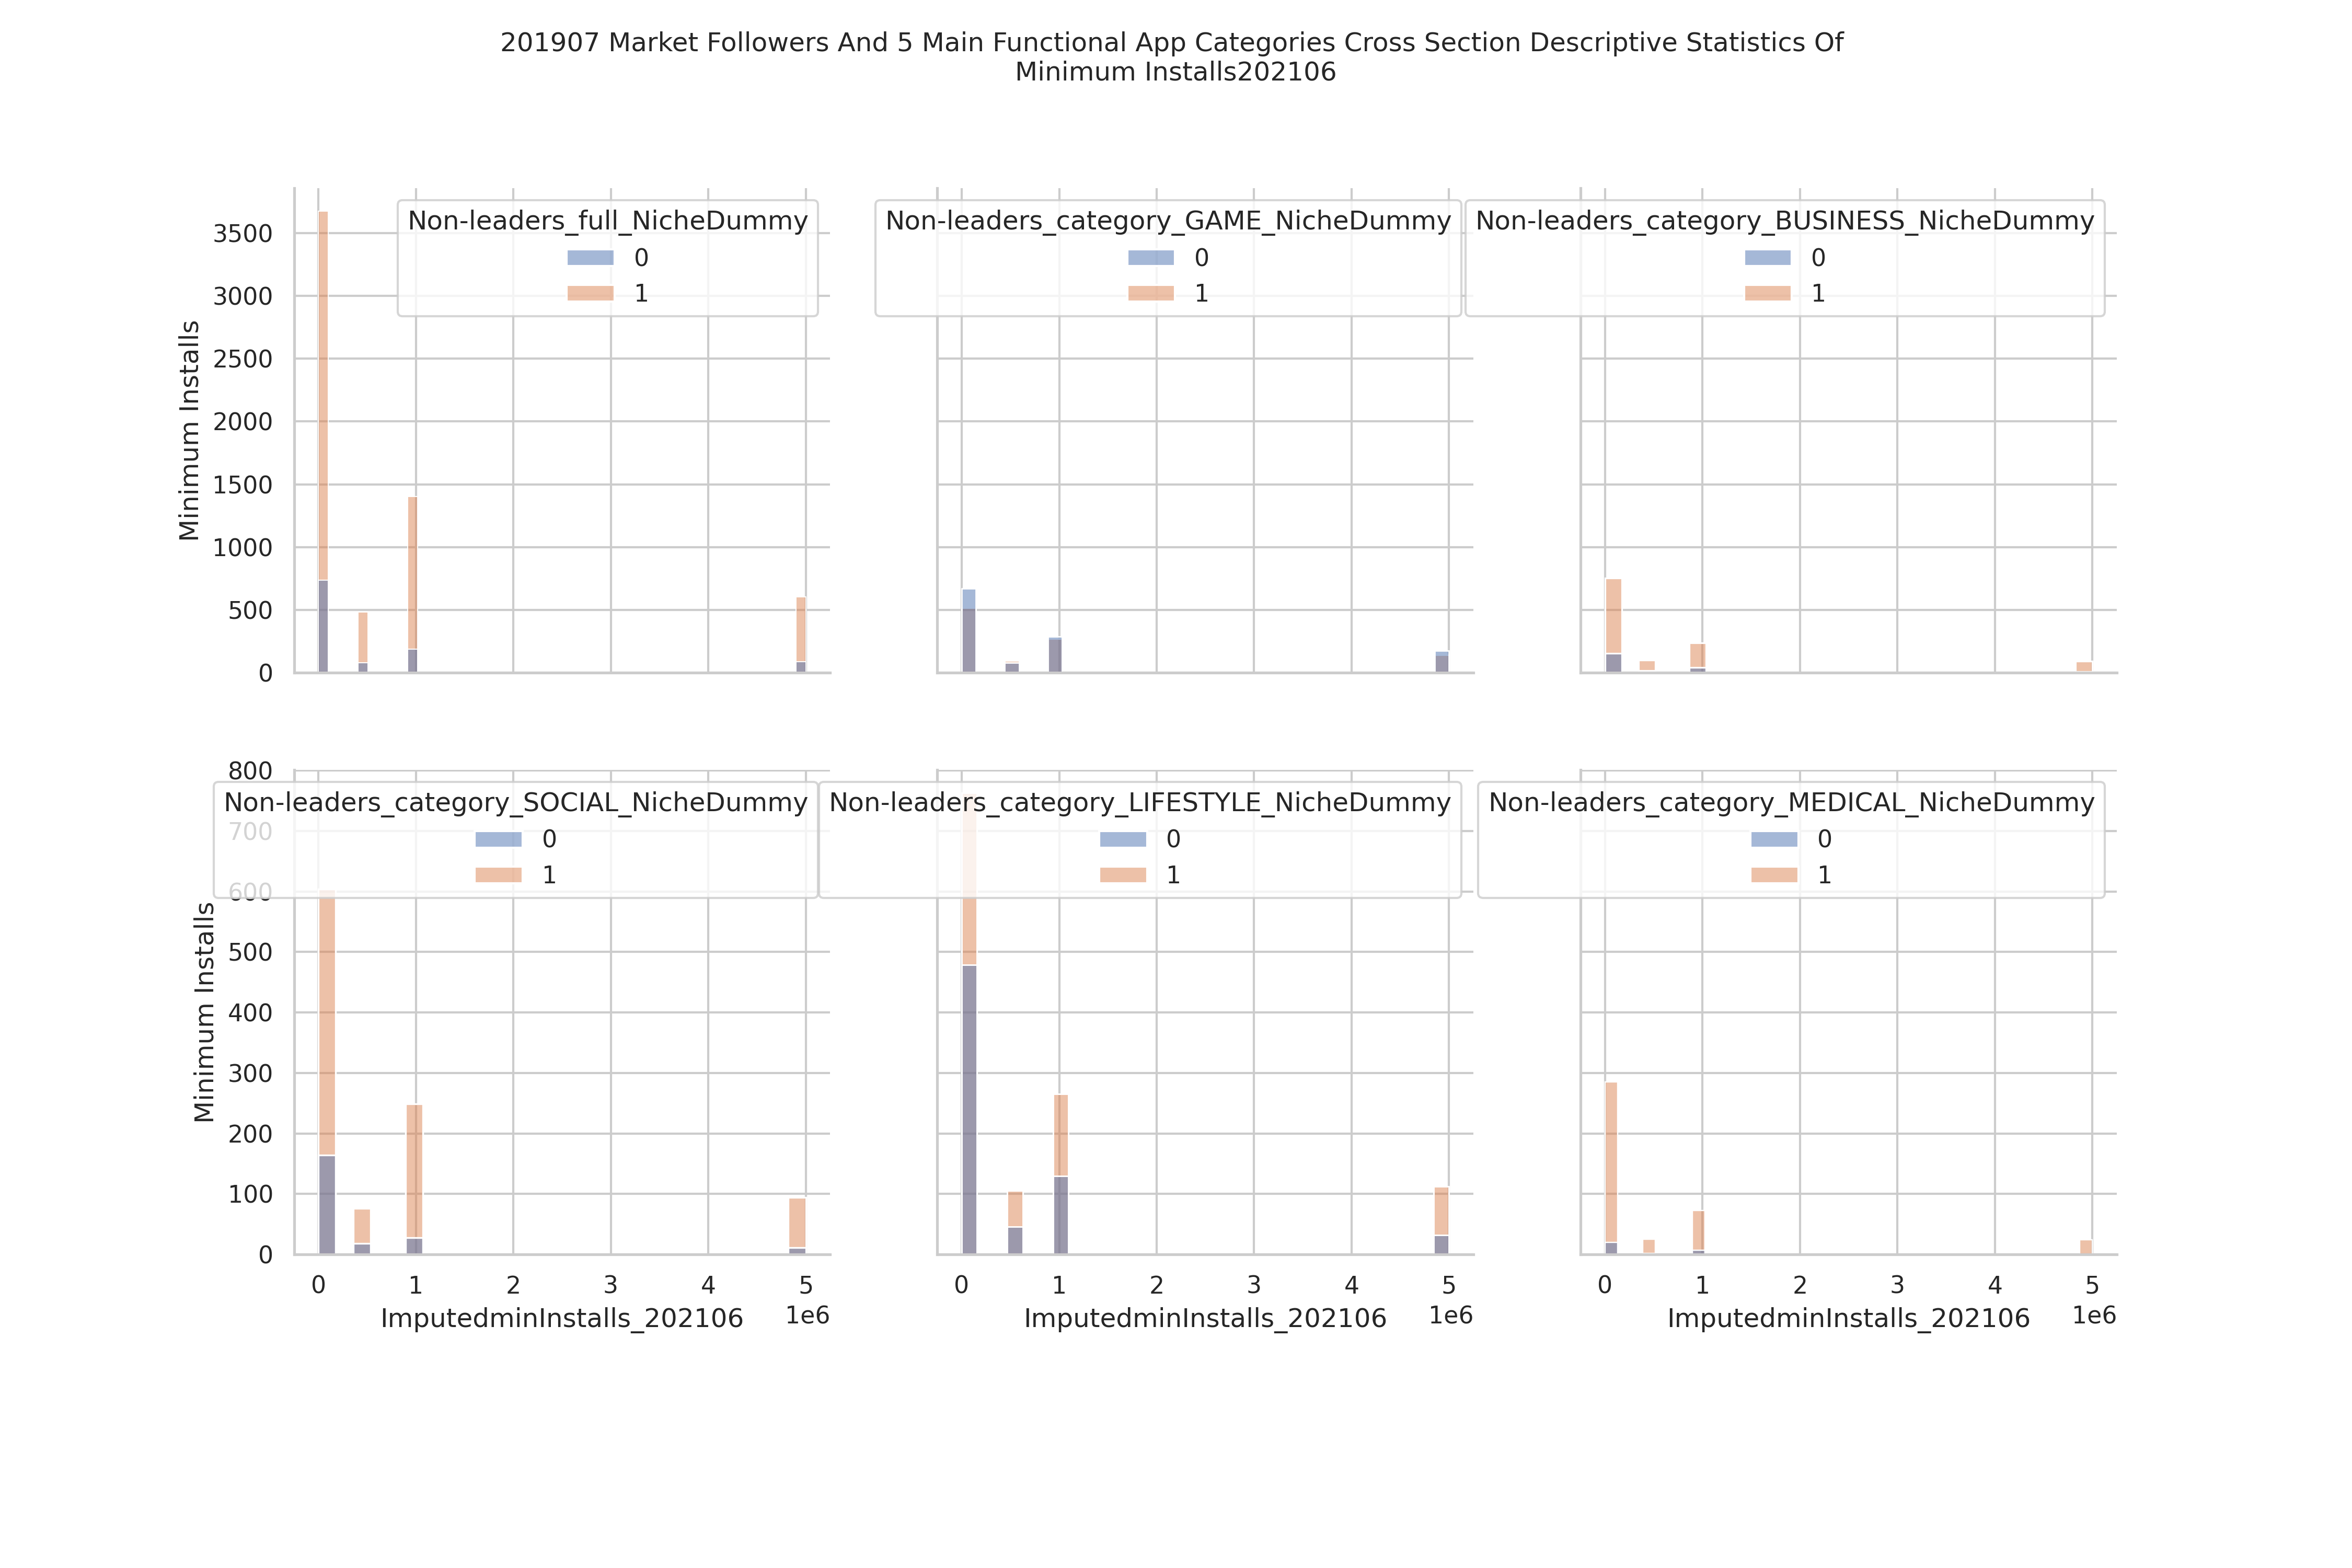 201907 Market Followers And 5 Main Functional App Categories Cross Section Descriptive Statistics Of
Minimum Installs202106
Non-leaders_full_NicheDummy
0
1
Non-leaders_category_GAME_NicheDummy
0
1
Non-leaders_category_BUSINESS_NicheDummy
0
1
Minimum Installs
3500
3000
2500
2000
1500
1000
500
0
Non-leaders_category_SOCIAL_NicheDummy
0
1
Non-leaders_category_LIFESTYLE_NicheDummy
0
1
Non-leaders_category_MEDICAL_NicheDummy
0
1
Minimum Installs
800
700
600
500
400
300
200
100
0
0 1 2 3 4 5
1e6
ImputedminInstalls_202106
0 1 2 3 4 5
1e6
ImputedminInstalls_202106
0 1 2 3 4 5
1e6
ImputedminInstalls_202106